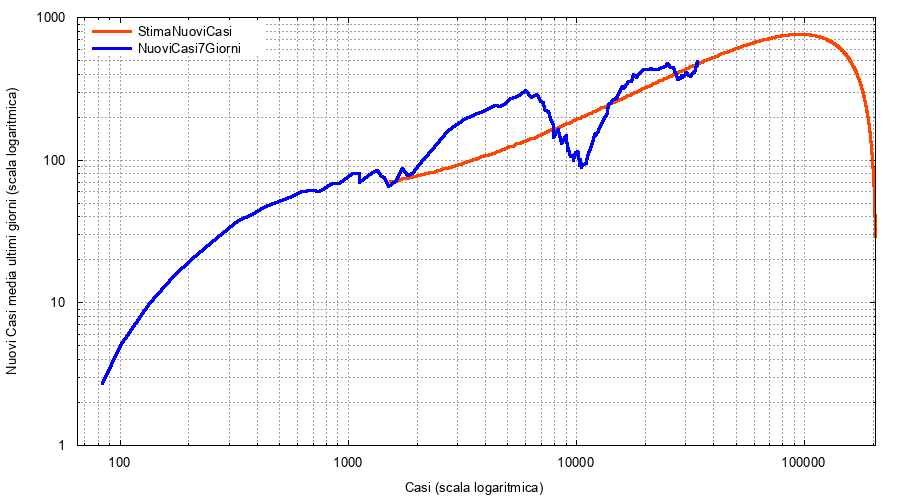 StimaNuoviCasi
NuoviCasi7Giorni
1000
100
10
1
Nuovi Casi media ultimi giorni (scala logaritmica)
100
1000
10000
100000
Casi (scala logaritmica)